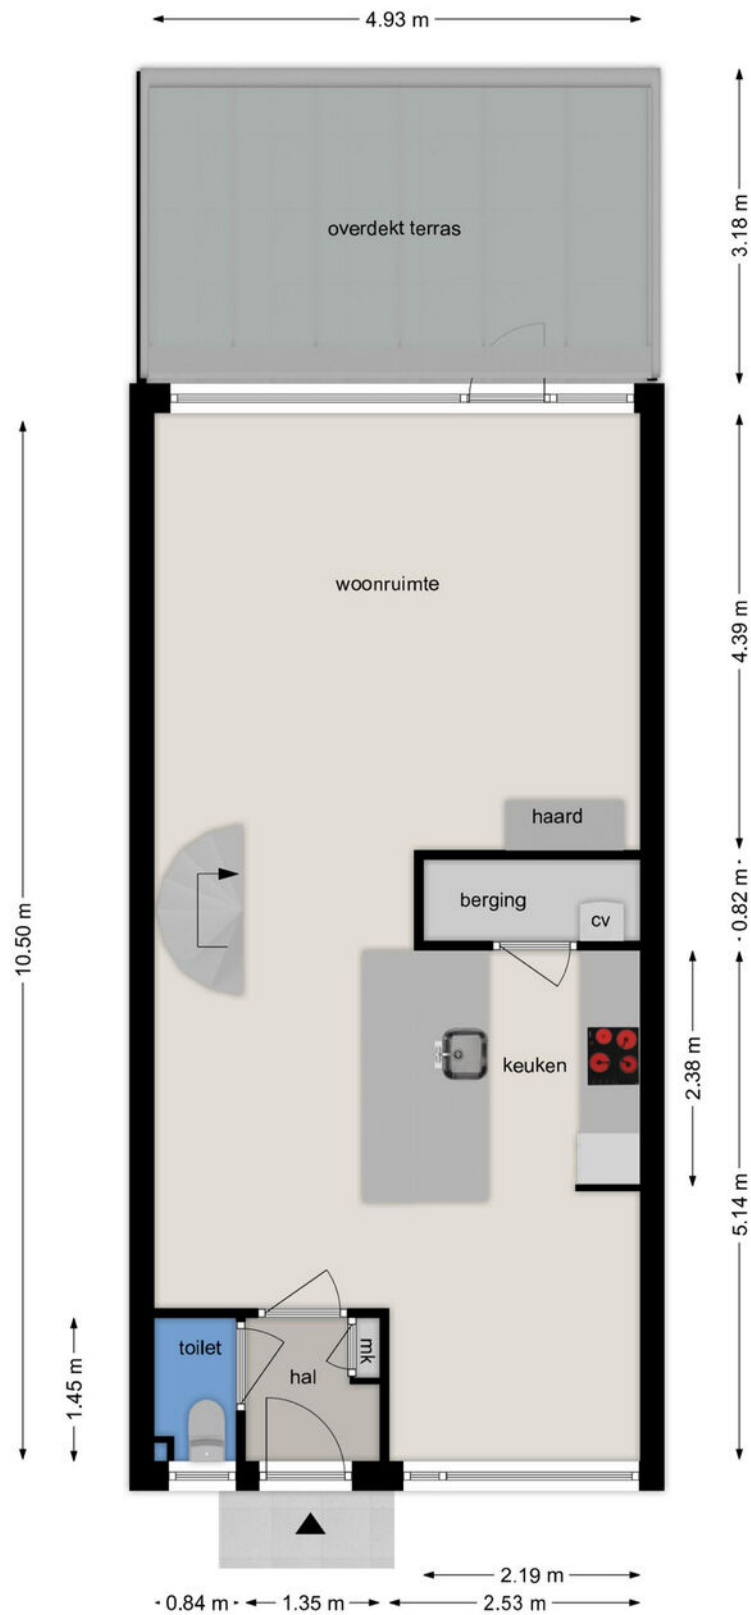 4.93 m
overdekt terras
3.18 m
woonruimte
4.39 m
haard
berging
cv
0.82 m
10.50 m
keuken
2.38 m
5.14 m
toilet
mk
hal
1.45 m
2.19 m
0.84 m
1.35 m
2.53 m